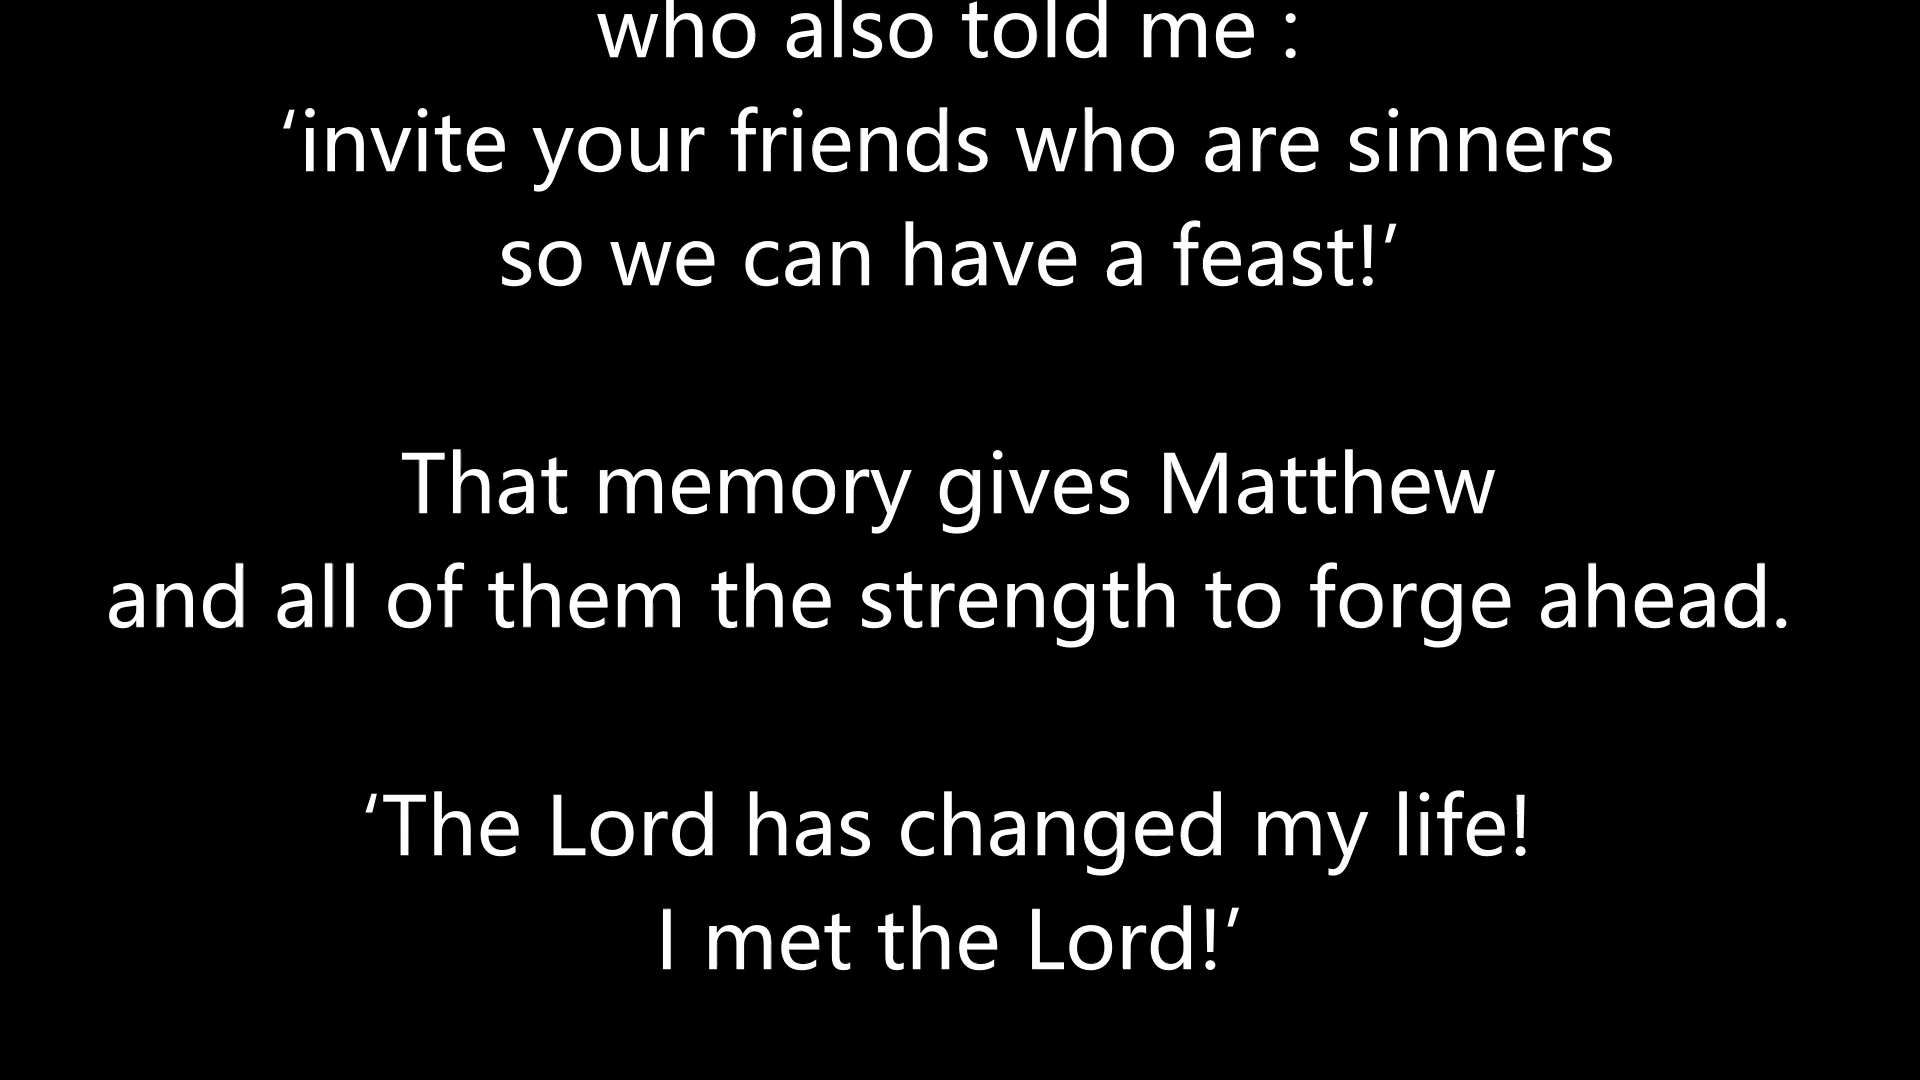 who also told me :
‘invite your friends who are sinners
so we can have a feast!’
That memory gives Matthew
and all of them the strength to forge ahead.
‘The Lord has changed my life!
I met the Lord!’